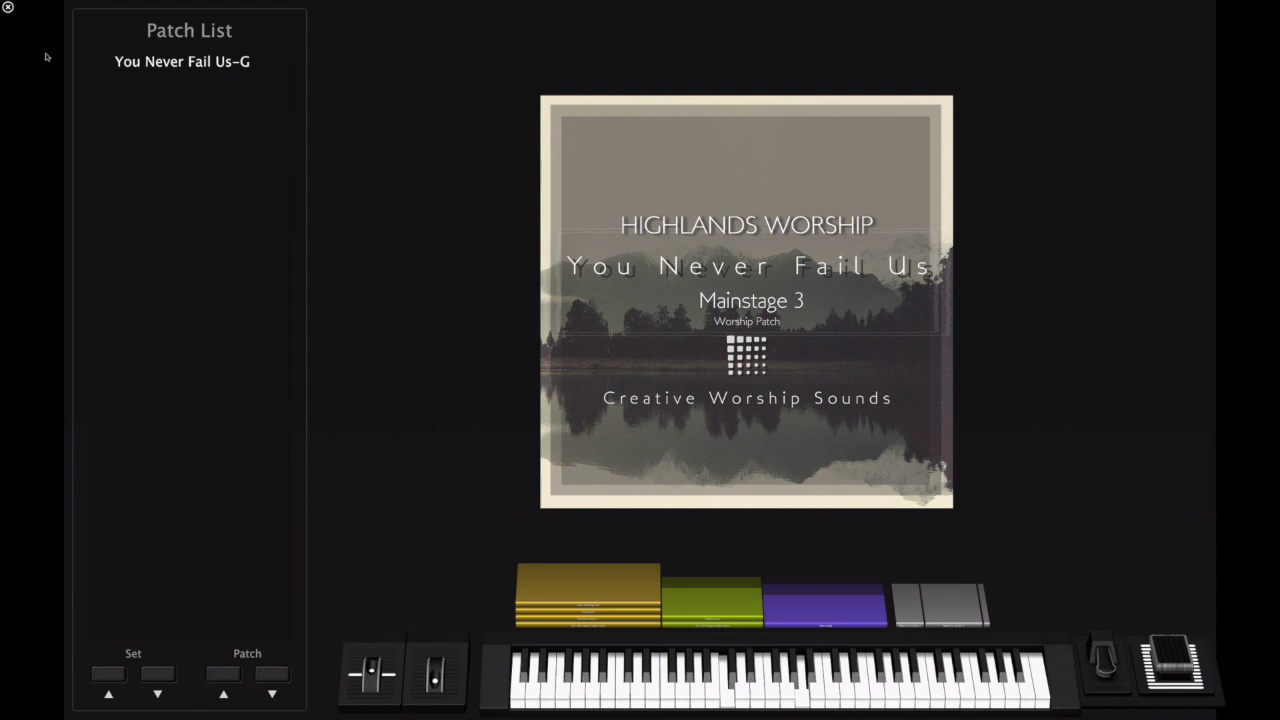 Patch List
You Never Fail Us-G
HIGHLANDS WORSHIP
You Never Fail Us
Mainstage 3
Worship Patch
Creative Worship Sounds
Set
Patch